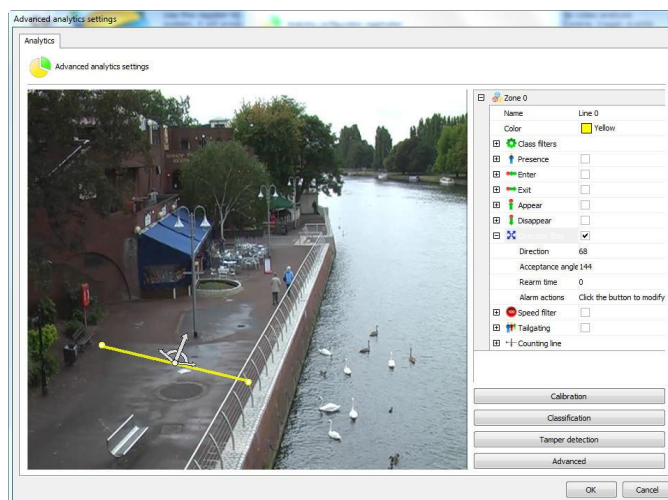 Advanced analytics settings
Analytics
Advanced analytics settings
Zone 0
Name Line 0
Color Yellow
Class filters
Presence
Enter
Exit
Appear
Disappear
Direction 68
Acceptance angle 144
Rearm time 0
Alarm actions Click the button to modify
Speed filter
Tailgating
Counting line
Calibration
Classification
Tamper detection
Advanced
OK Cancel